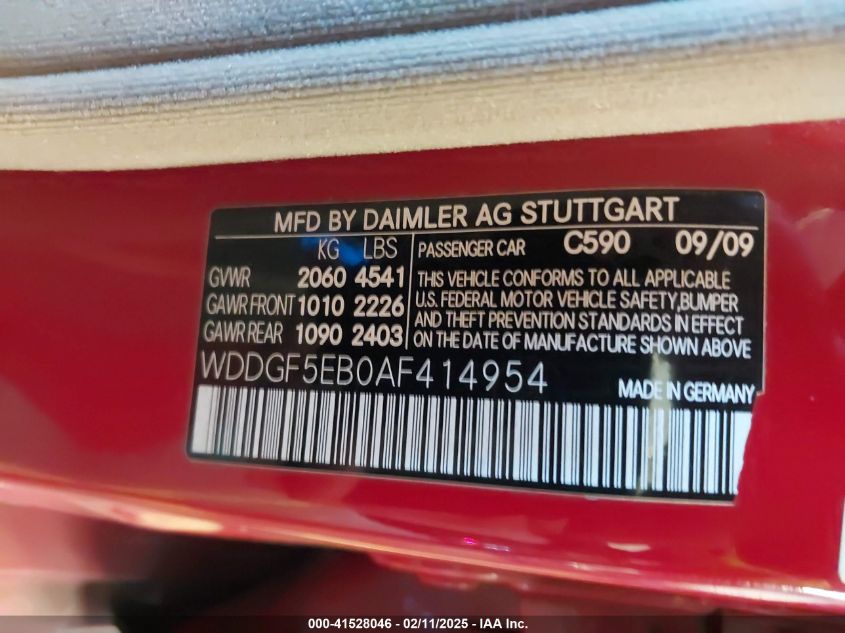 MFD BY DAIMLER AG STUTTGART
KG LBS
GVWR 2060 4541
GAWR FRONT 1010 2226
GAWR REAR 1090 2403
PASSENGER CAR C590 09/09
THIS VEHICLE CONFORMS TO ALL APPLICABLE
U.S. FEDERAL MOTOR VEHICLE SAFETY,BUMPER
AND THEFT PREVENTION STANDARDS IN EFFECT
ON THE DATE OF MANUFACTURE SHOWN ABOVE
WDDGF5EB0AF414954
MADE IN GERMANY
000-41528046 - 02/11/2025 - IAA Inc.